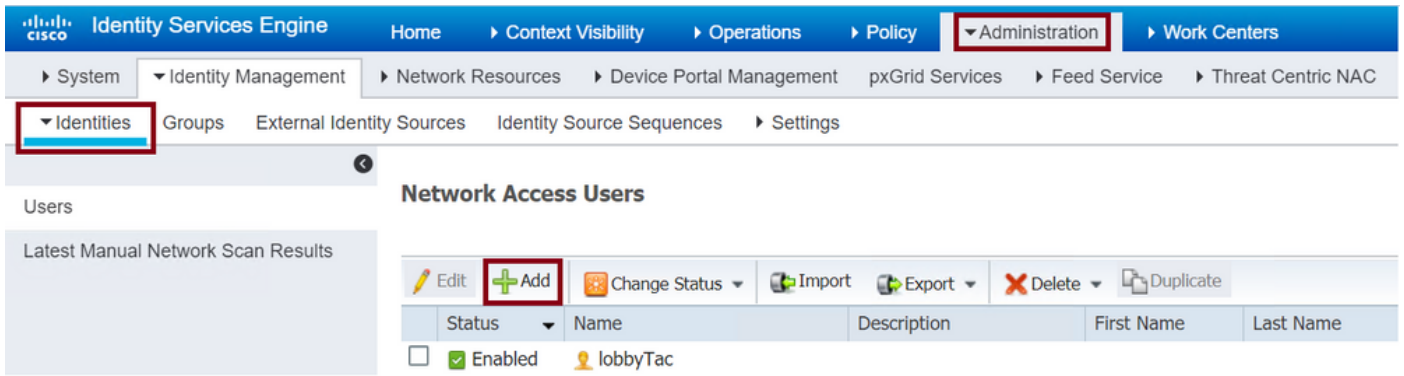 cisco Identity Services Engine Home Context Visibility Operations Policy Administration Work Centers
System Identity Management Network Resources Device Portal Management pxGrid Services Feed Service Threat Centric NAC
Identities Groups External Identity Sources Identity Source Sequences Settings
Network Access Users
Users
Latest Manual Network Scan Results
Edit Add Change Status Import Export Delete Duplicate
Status Name Description First Name Last Name
Enabled lobbyTac